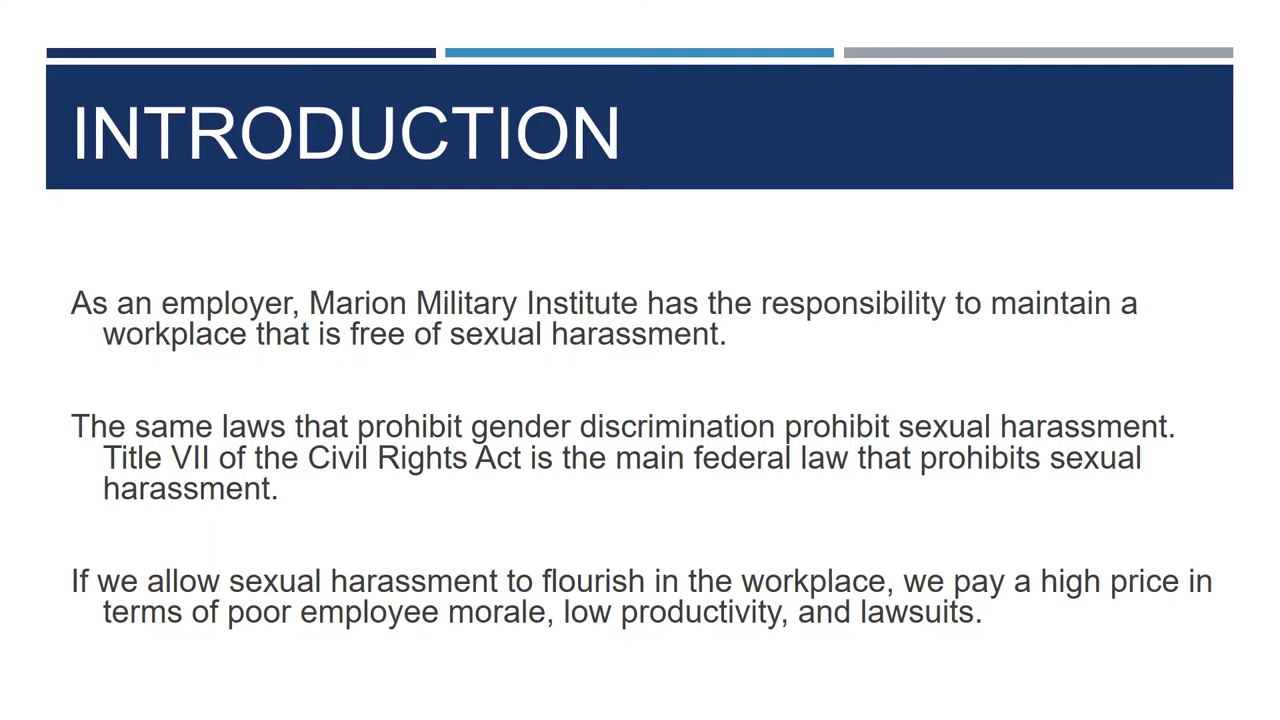 INTRODUCTION
As an employer, Marion Military Institute has the responsibility to maintain a
workplace that is free of sexual harassment.
The same laws that prohibit gender discrimination prohibit sexual harassment.
Title VII of the Civil Rights Act is the main federal law that prohibits sexual
harassment.
If we allow sexual harassment to flourish in the workplace, we pay a high price in
terms of poor employee morale, low productivity, and lawsuits.